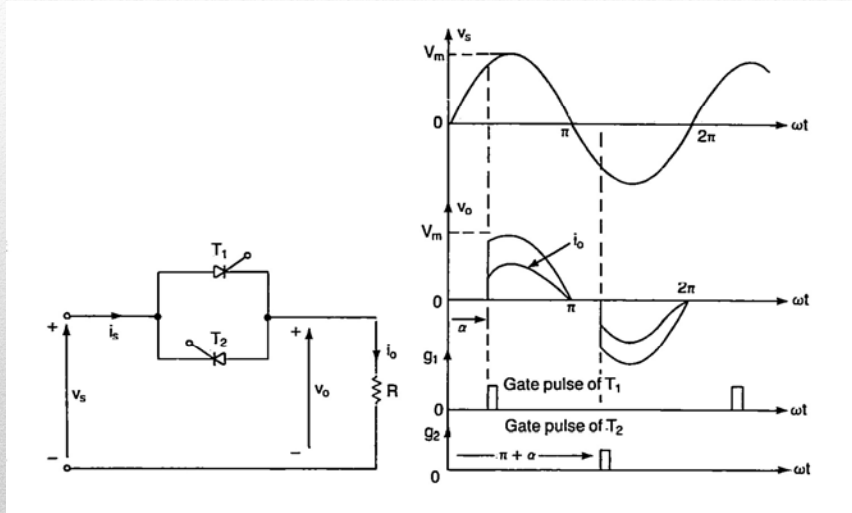 T₁
T₂
+
iₛ
vₛ
−
+
vₒ
−
iₒ
R
vₛ
Vₘ
0
π
2π
ωt
vₒ
Vₘ
iₒ
0
π
2π
ωt
α
g₁
Gate pulse of T₁
0
ωt
g₂
Gate pulse of T₂
π + α
0
ωt